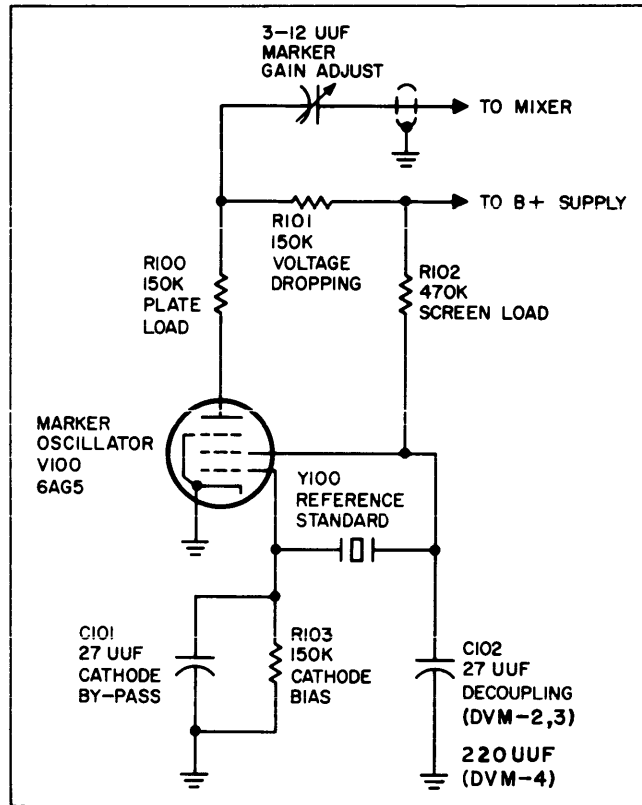 3-12 UUF
MARKER
GAIN ADJUST
TO MIXER
TO B+ SUPPLY
R101
150K
VOLTAGE
DROPPING
R100
150K
PLATE
LOAD
R102
470K
SCREEN LOAD
MARKER
OSCILLATOR
V100
6AG5
Y100
REFERENCE
STANDARD
C101
27 UUF
CATHODE
BY-PASS
R103
150K
CATHODE
BIAS
C102
27 UUF
DECOUPLING
(DVM-2,3)
220 UUF
(DVM-4)